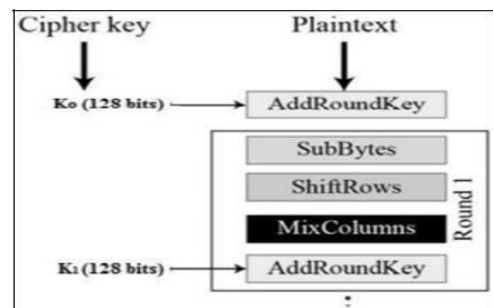 Cipher key Plaintext
K₀ (128 bits) AddRoundKey
SubBytes
ShiftRows
MixColumns
Round 1
K₁ (128 bits) AddRoundKey